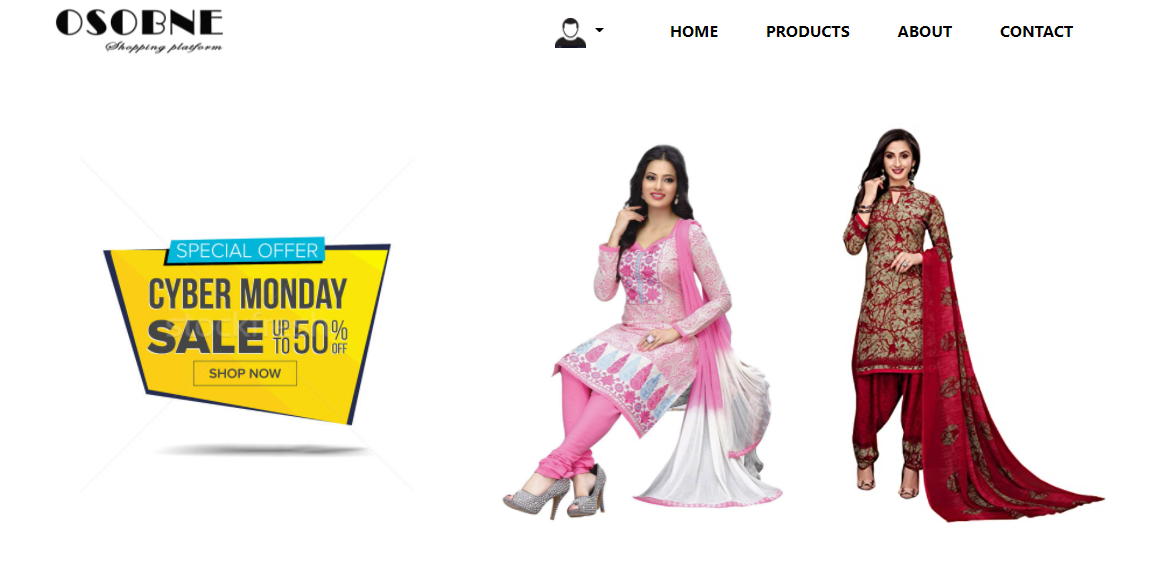 OSOBNE
Shopping platform
HOME PRODUCTS ABOUT CONTACT
SPECIAL OFFER
CYBER MONDAY
SALE UP TO 50% OFF
SHOP NOW